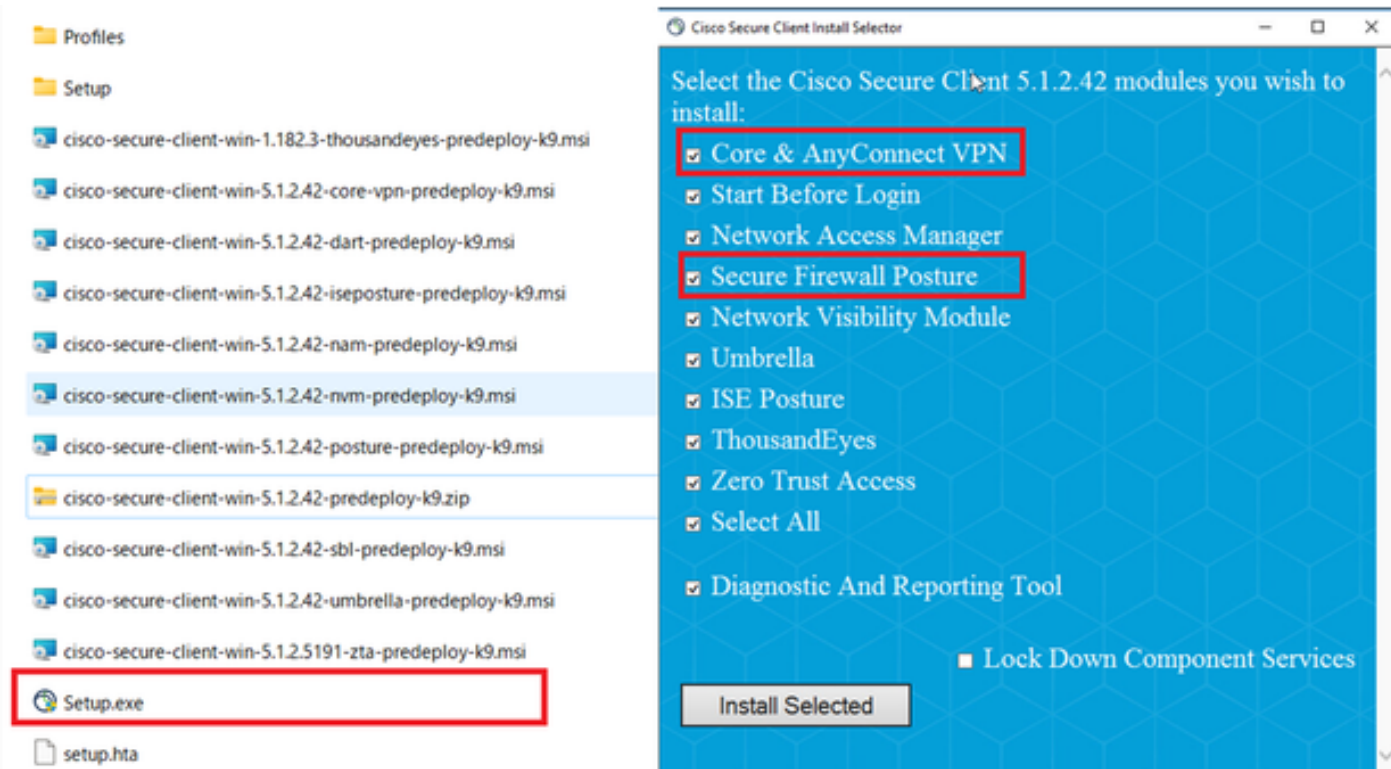 Profiles
Setup
cisco-secure-client-win-1.182.3-thousandeyes-predeploy-k9.msi
cisco-secure-client-win-5.1.2.42-core-vpn-predeploy-k9.msi
cisco-secure-client-win-5.1.2.42-dart-predeploy-k9.msi
cisco-secure-client-win-5.1.2.42-iseposture-predeploy-k9.msi
cisco-secure-client-win-5.1.2.42-nam-predeploy-k9.msi
cisco-secure-client-win-5.1.2.42-nvm-predeploy-k9.msi
cisco-secure-client-win-5.1.2.42-posture-predeploy-k9.msi
cisco-secure-client-win-5.1.2.42-predeploy-k9.zip
cisco-secure-client-win-5.1.2.42-sbl-predeploy-k9.msi
cisco-secure-client-win-5.1.2.42-umbrella-predeploy-k9.msi
cisco-secure-client-win-5.1.2.5191-zta-predeploy-k9.msi
Setup.exe
setup.hta
Cisco Secure Client Install Selector
Select the Cisco Secure Client 5.1.2.42 modules you wish to
install:
Core & AnyConnect VPN
Start Before Login
Network Access Manager
Secure Firewall Posture
Network Visibility Module
Umbrella
ISE Posture
ThousandEyes
Zero Trust Access
Select All
Diagnostic And Reporting Tool
Lock Down Component Services
Install Selected